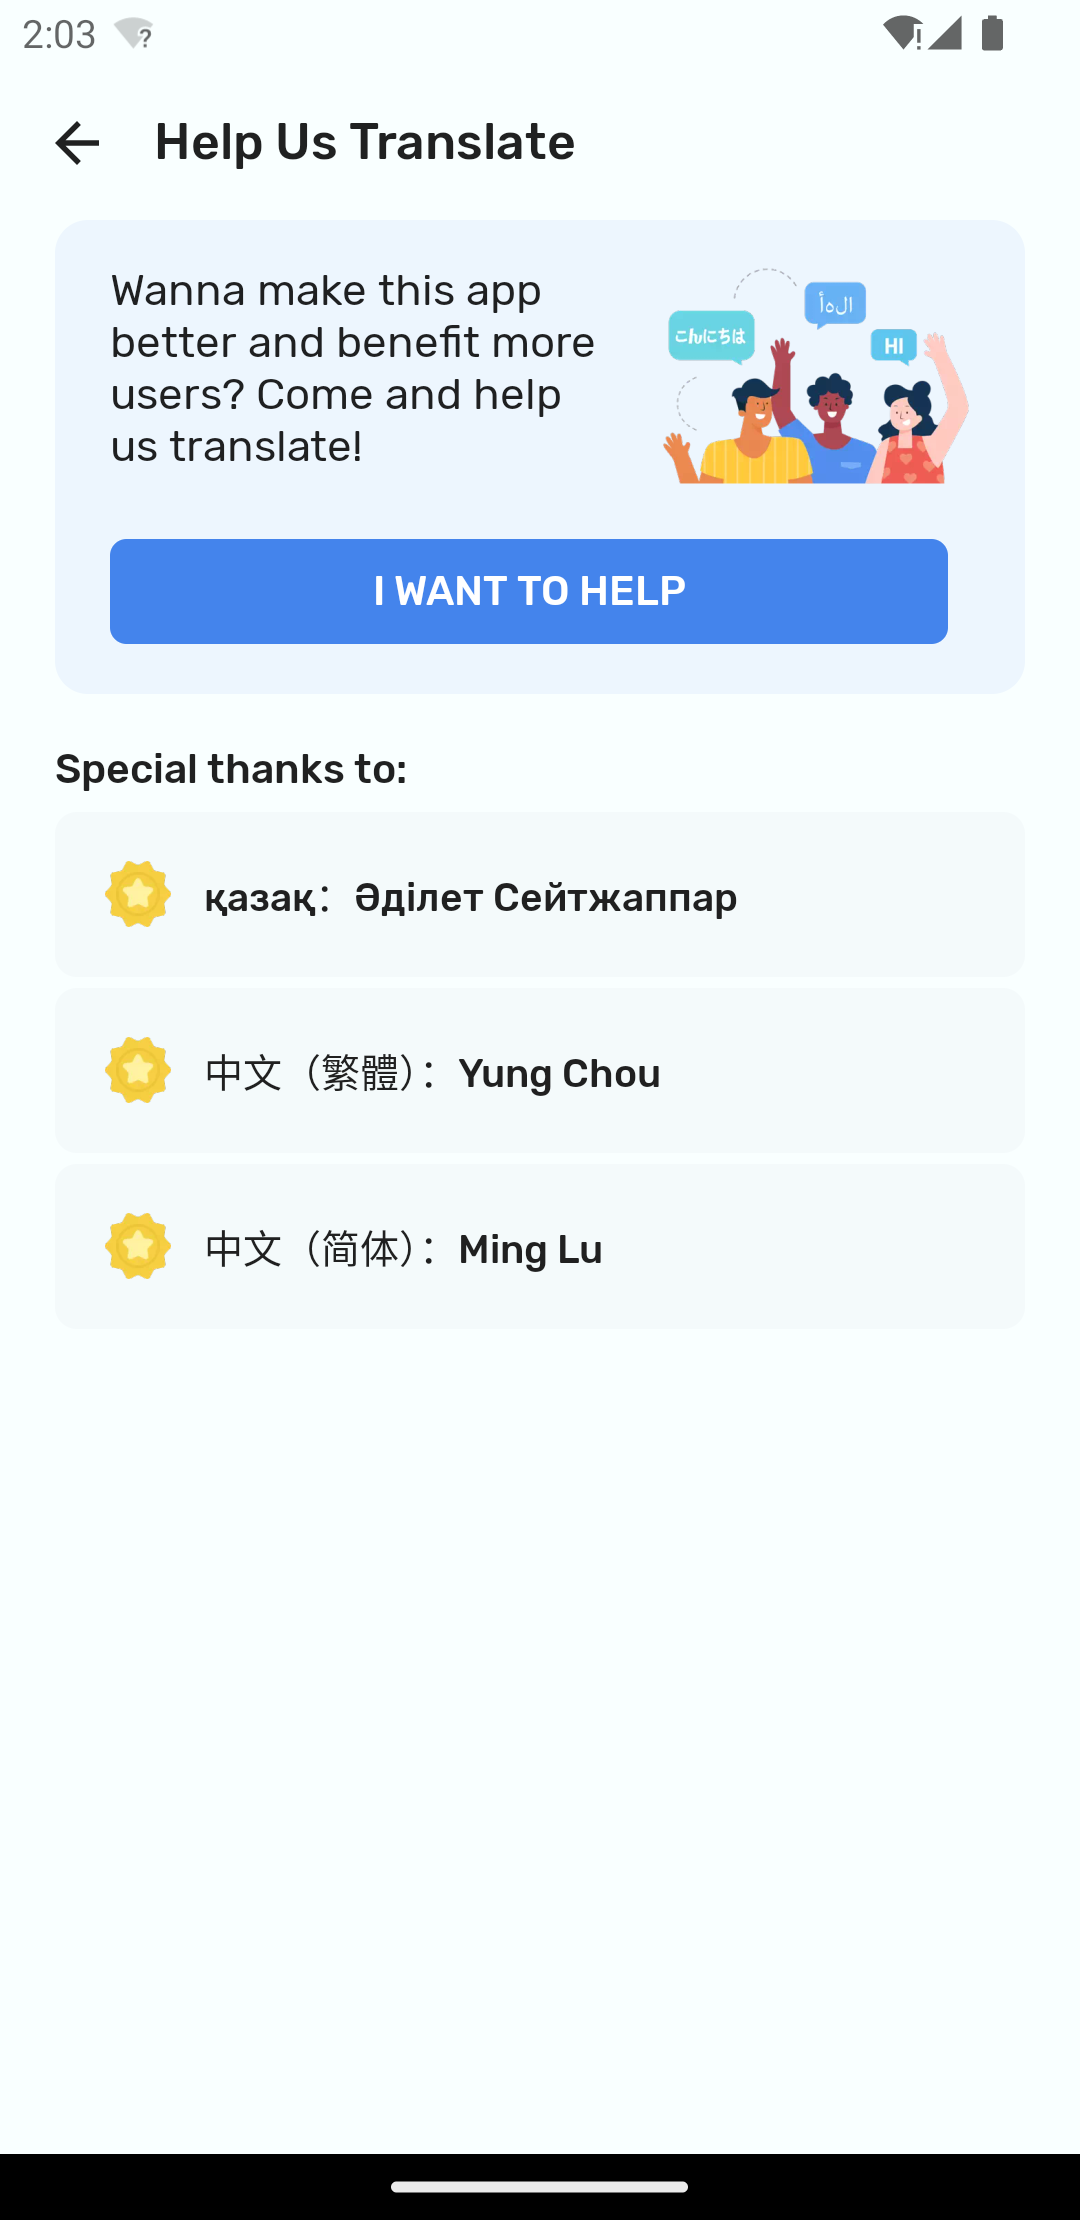 2:03
Help Us Translate
Wanna make this app
better and benefit more
users? Come and help
us translate!
こんにちは
الهأ
HI
I WANT TO HELP
Special thanks to:
қазақ: Әділет Сейтжаппар
中文（繁體）：Yung Chou
中文（简体）：Ming Lu